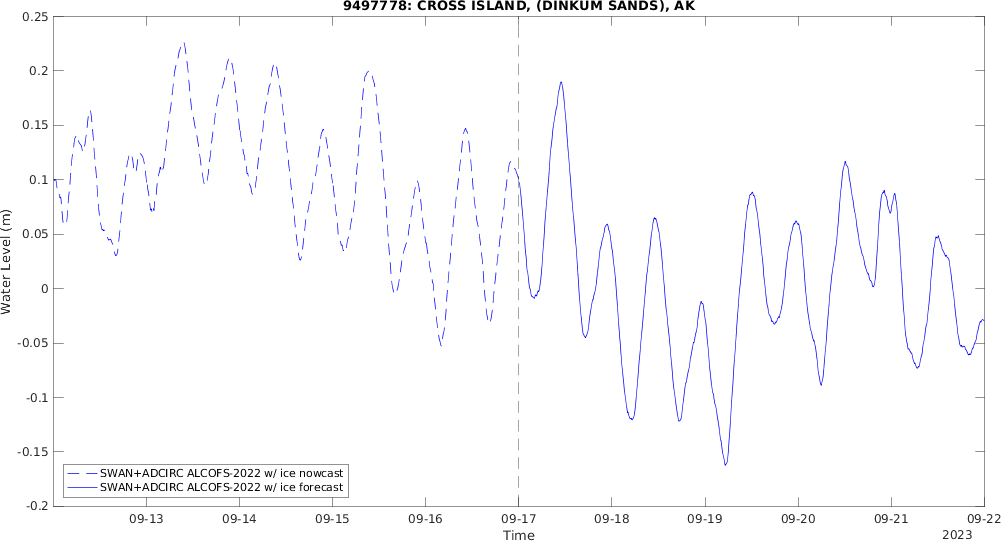 9497778: CROSS ISLAND, (DINKUM SANDS), AK
0.25
0.2
0.15
0.1
0.05
0
-0.05
-0.1
-0.15
-0.2
Water Level (m)
SWAN+ADCIRC ALCOFS-2022 w/ ice nowcast
SWAN+ADCIRC ALCOFS-2022 w/ ice forecast
09-13 09-14 09-15 09-16 09-17 09-18 09-19 09-20 09-21 09-22
Time
2023